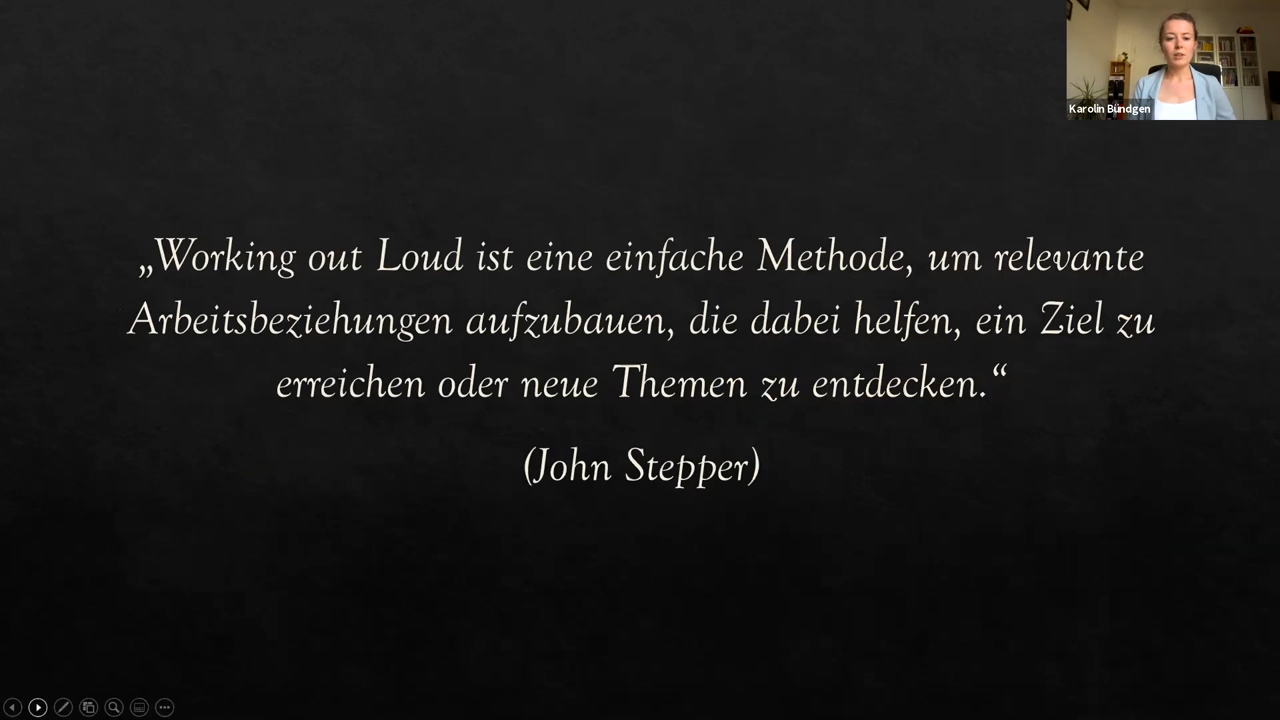 Karolin Bündgen
„Working out Loud ist eine einfache Methode, um relevante
Arbeitsbeziehungen aufzubauen, die dabei helfen, ein Ziel zu
erreichen oder neue Themen zu entdecken.“
(John Stepper)